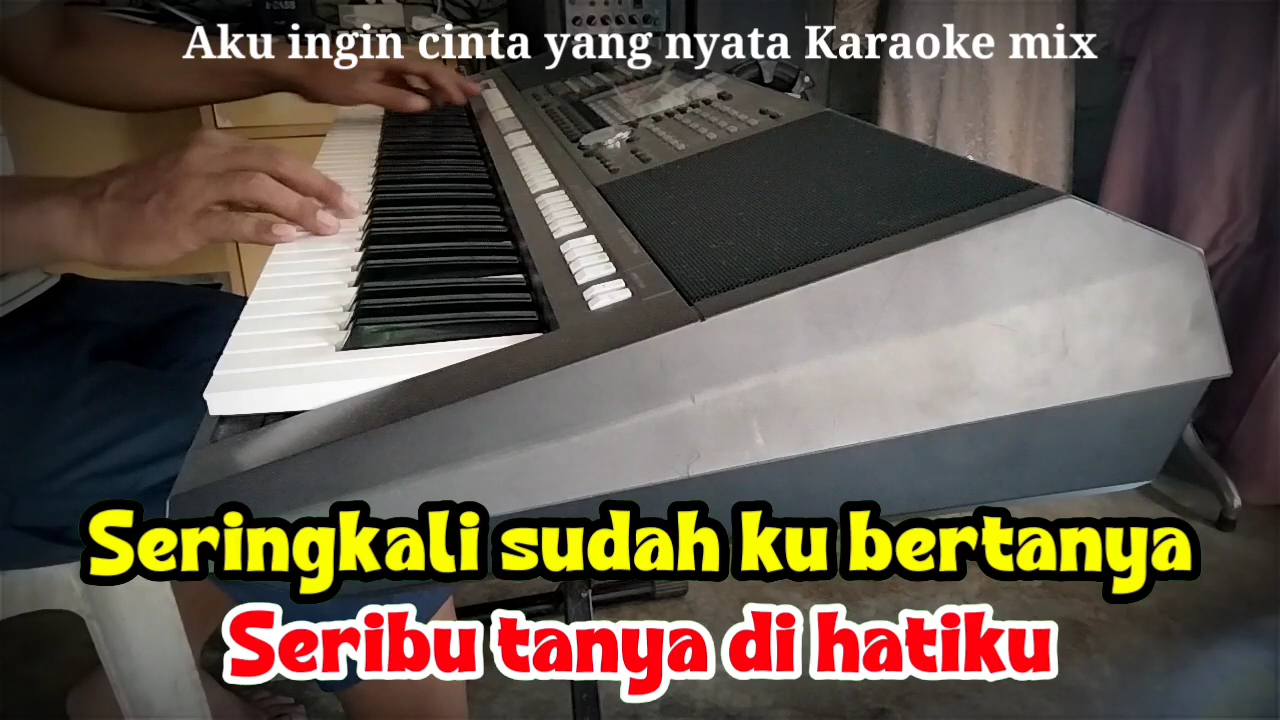 Aku ingin cinta yang nyata Karaoke mix
Seringkali sudah ku bertanya
Seribu tanya di hatiku